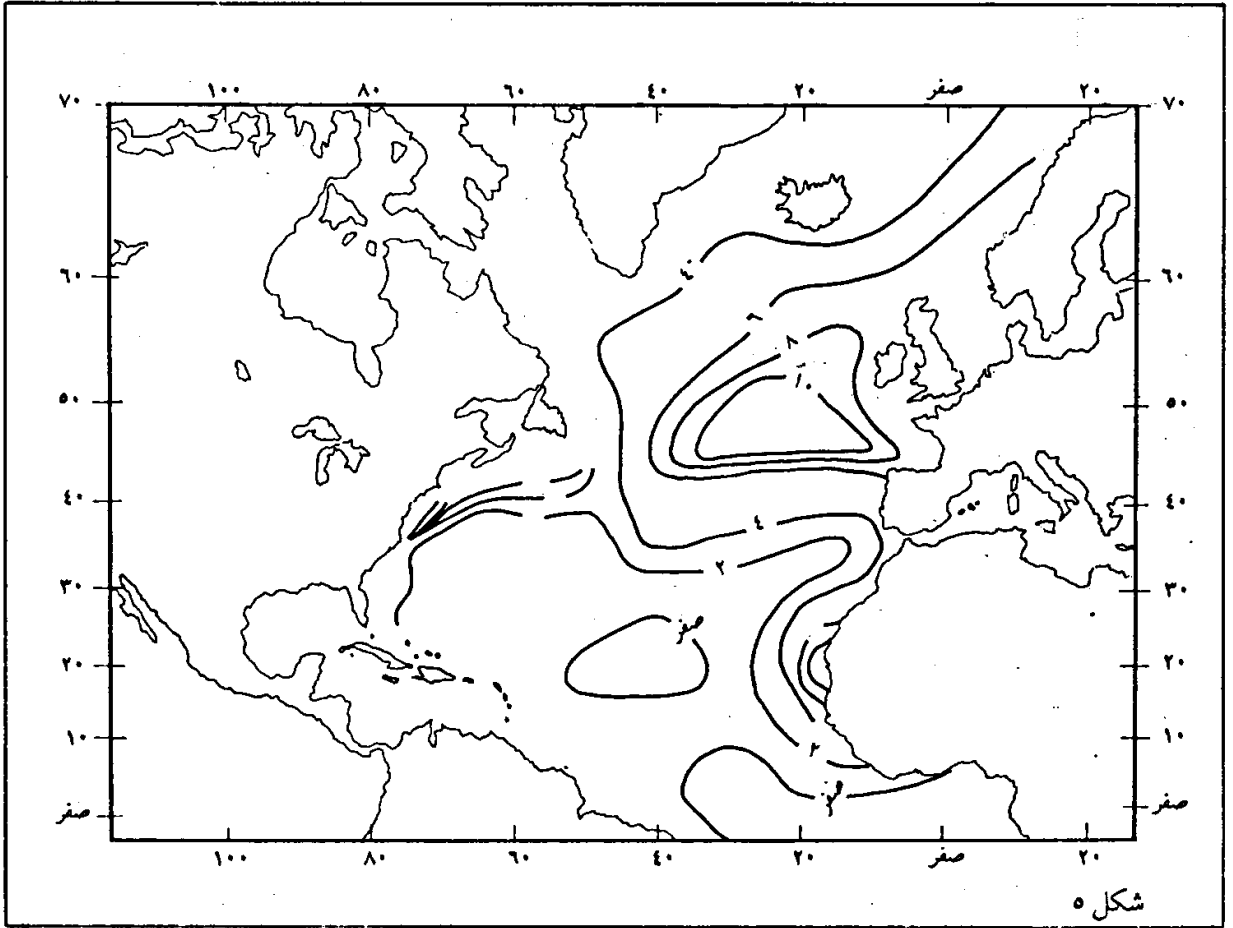 ١٠٠ ٨٠ ٦٠ ٤٠ ٢٠ صفر ٢٠
٧٠ ٧٠
٤
٦٠ ٦٠
٦
٨
١٠
٥٠ ٥٠
٤٠ ٤٠
٤
٢
٣٠ ٣٠
صفر
٢٠ ٢٠
١٠ ١٠
٢
صفر
صفر صفر
١٠٠ ٨٠ ٦٠ ٤٠ ٢٠ صفر ٢٠
شكل ٥